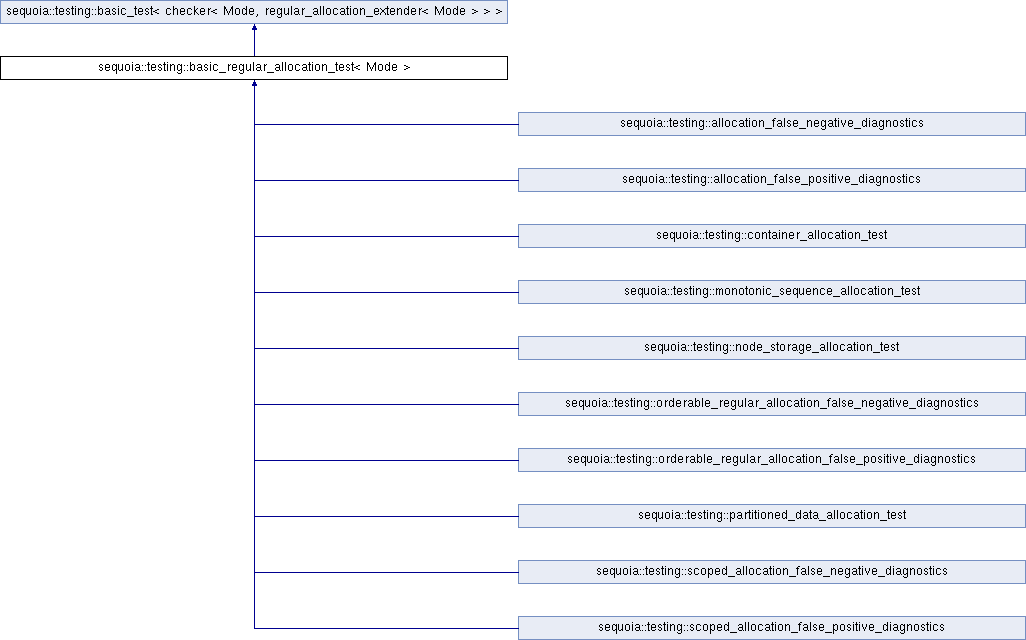 sequoia::testing::basic_test< checker< Mode, regular_allocation_extender< Mode > > >
sequoia::testing::basic_regular_allocation_test< Mode >
sequoia::testing::allocation_false_negative_diagnostics
sequoia::testing::allocation_false_positive_diagnostics
sequoia::testing::container_allocation_test
sequoia::testing::monotonic_sequence_allocation_test
sequoia::testing::node_storage_allocation_test
sequoia::testing::orderable_regular_allocation_false_negative_diagnostics
sequoia::testing::orderable_regular_allocation_false_positive_diagnostics
sequoia::testing::partitioned_data_allocation_test
sequoia::testing::scoped_allocation_false_negative_diagnostics
sequoia::testing::scoped_allocation_false_positive_diagnostics